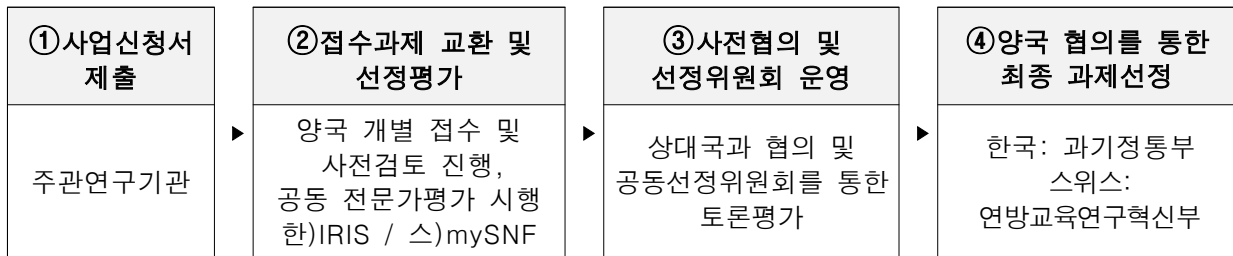 ①사업신청서
제출
주관연구기관
▶
②접수과제 교환 및
선정평가
양국 개별 접수 및
사전검토 진행,
공동 전문가평가 시행
한)IRIS / 스)mySNF
▶
③사전협의 및
선정위원회 운영
상대국과 협의 및
공동선정위원회를 통한
토론평가
▶
④양국 협의를 통한
최종 과제선정
한국: 과기정통부
스위스:
연방교육연구혁신부